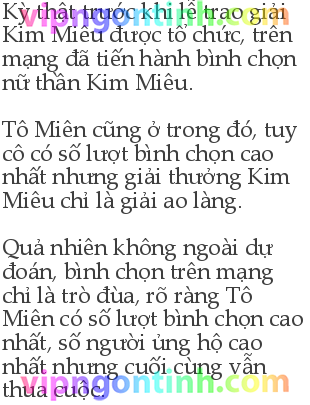 Kỳ thật trước khi lễ trao giải
Kim Miêu được tổ chức, trên
mạng đã tiến hành bình chọn
nữ thần Kim Miêu.
Tô Miên cũng ở trong đó, tuy
cô có số lượt bình chọn cao
nhất nhưng giải thưởng Kim
Miêu chỉ là giải ao làng.
Quả nhiên không ngoài dự
đoán, bình chọn trên mạng
chỉ là trò đùa, rõ ràng Tô
Miên có số lượt bình chọn cao
nhất, số người ủng hộ cao
nhất nhưng cuối cùng vẫn
thua cuộc.
vipngontinh.com
vipngontinh.com